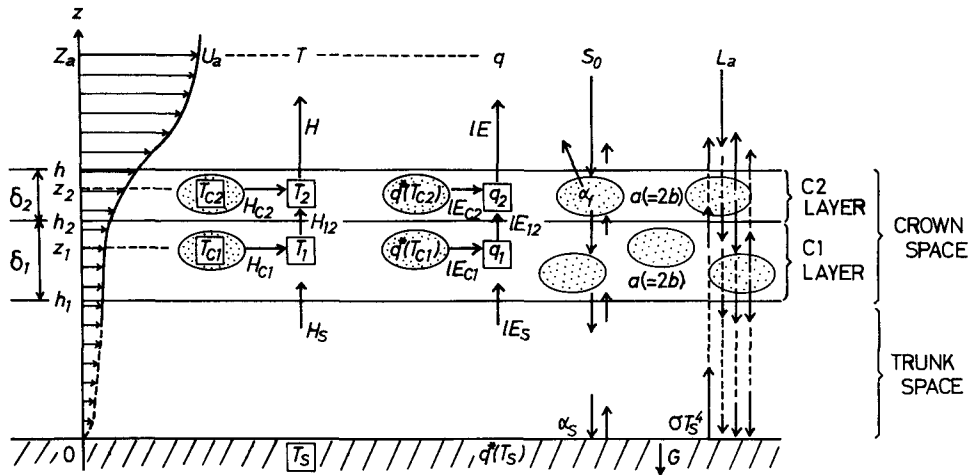 z
Z_a U_a T q S_0 L_a
H lE
h
δ_2 z_2 T_C2 H_C2 T_2 q*(T_C2) lE_C2 q_2 α_f a(=2b) C2 LAYER
h_2 H_12 lE_12 CROWN SPACE
δ_1 z_1 T_C1 H_C1 T_1 q*(T_C1) lE_C1 q_1 a(=2b) C1 LAYER
h_1
H_S lE_S TRUNK SPACE
α_S σT_S^4
0 T_S q*(T_S) G